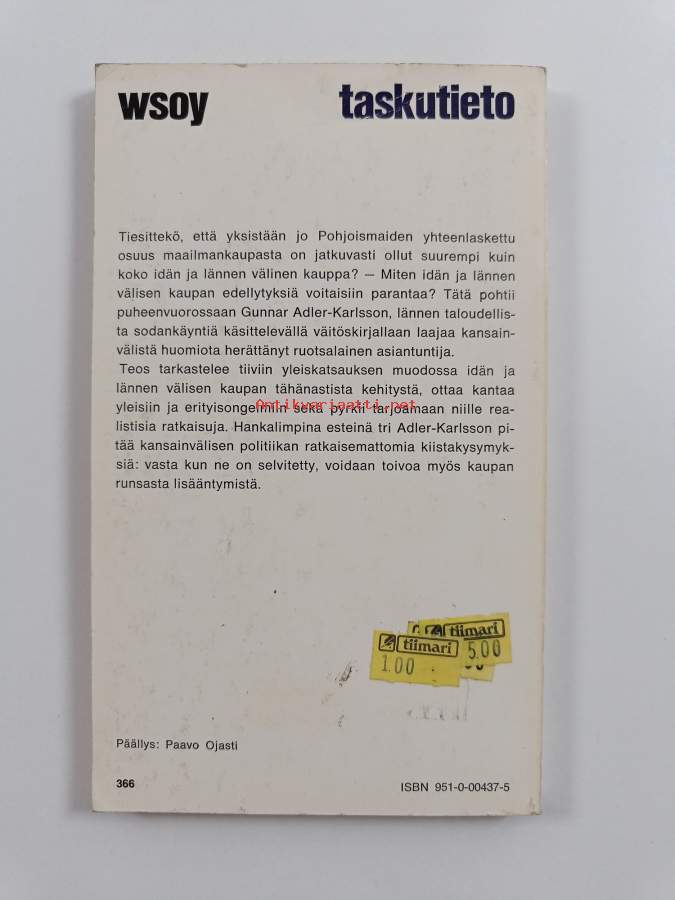 wsoy taskutieto
Tiesittekö, että yksistään jo Pohjoismaiden yhteenlaskettu
osuus maailmankaupasta on jatkuvasti ollut suurempi kuin
koko idän ja lännen välinen kauppa? — Miten idän ja lännen
välisen kaupan edellytyksiä voitaisiin parantaa? Tätä pohtii
puheenvuorossaan Gunnar Adler-Karlsson, lännen taloudellis-
ta sodankäyntiä käsittelevällä väitöskirjallaan laajaa kansain-
välistä huomiota herättänyt ruotsalainen asiantuntija.
Teos tarkastelee tiiviin yleiskatsauksen muodossa idän ja
lännen välisen kaupan tähänastista kehitystä, ottaa kantaa
Antikvariaatti.net
yleisiin ja erityisongelmiin sekä pyrkii tarjoamaan niille rea-
listisia ratkaisuja. Hankalimpina esteinä tri Adler-Karlsson pi-
tää kansainvälisen politiikan ratkaisemattomia kiistakysymyk-
siä: vasta kun ne on selvitetty, voidaan toivoa myös kaupan
runsasta lisääntymistä.
tiimari
5.00
tiimari
1.00
Päällys: Paavo Ojasti
366
ISBN 951-0-00437-5